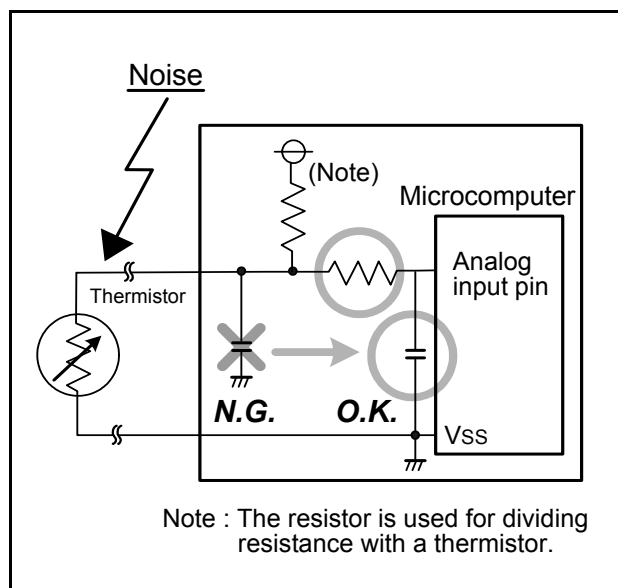 Noise
(Note)
Microcomputer
Analog
input pin
Thermistor
N.G.
O.K.
VSS
Note : The resistor is used for dividing
resistance with a thermistor.